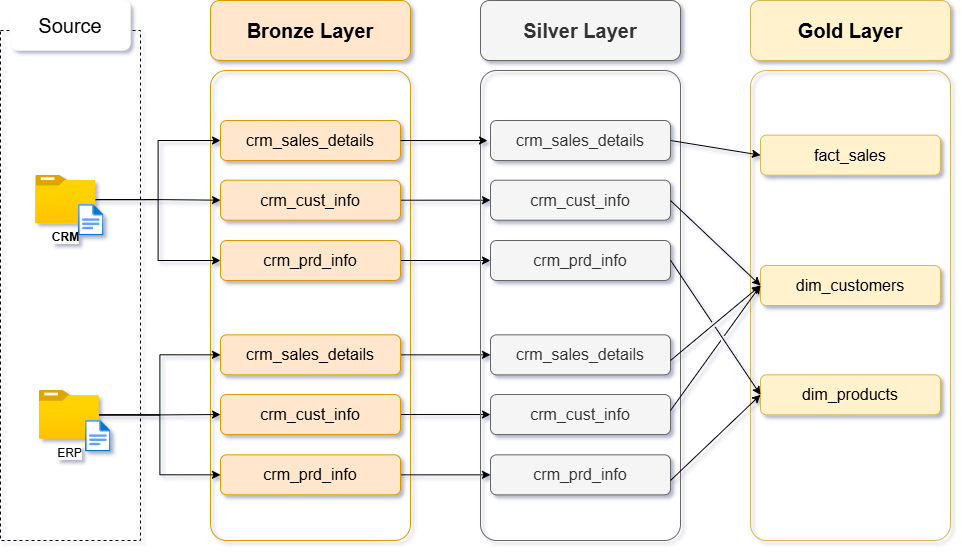 Source
Bronze Layer
Silver Layer
Gold Layer
CRM
crm_sales_details
crm_cust_info
crm_prd_info
crm_sales_details
crm_cust_info
crm_prd_info
fact_sales
dim_customers
dim_products
ERP
crm_sales_details
crm_cust_info
crm_prd_info
crm_sales_details
crm_cust_info
crm_prd_info